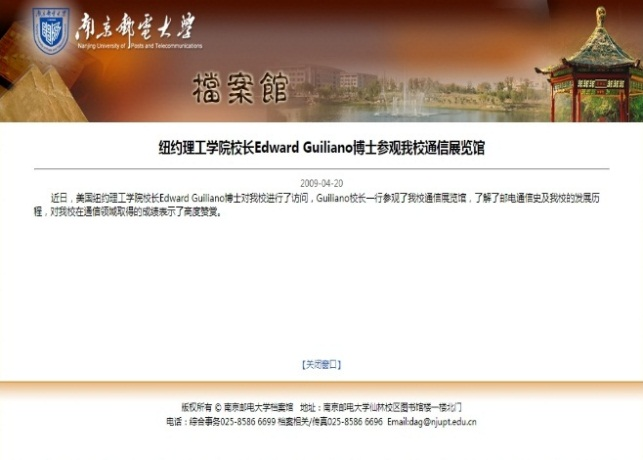 南京邮电大学
Nanjing University of Posts and Telecommunications
檔案館
纽约理工学院校长Edward Guiliano博士参观我校通信展览馆
2009-04-20
近日，美国纽约理工学院校长Edward Guiliano博士对我校进行了访问，Guiliano校长一行参观了我校通信展览馆，了解了邮电通信史及我校的发展历
程，对我校在通信领域取得的成绩表示了高度赞赏。
【关闭窗口】
版权所有 © 南京邮电大学档案馆 地址：南京邮电大学仙林校区图书馆楼一楼北门
电话：综合事务025-8586 6699 档案相关/传真025-8586 6696 Email:dag@njupt.edu.cn